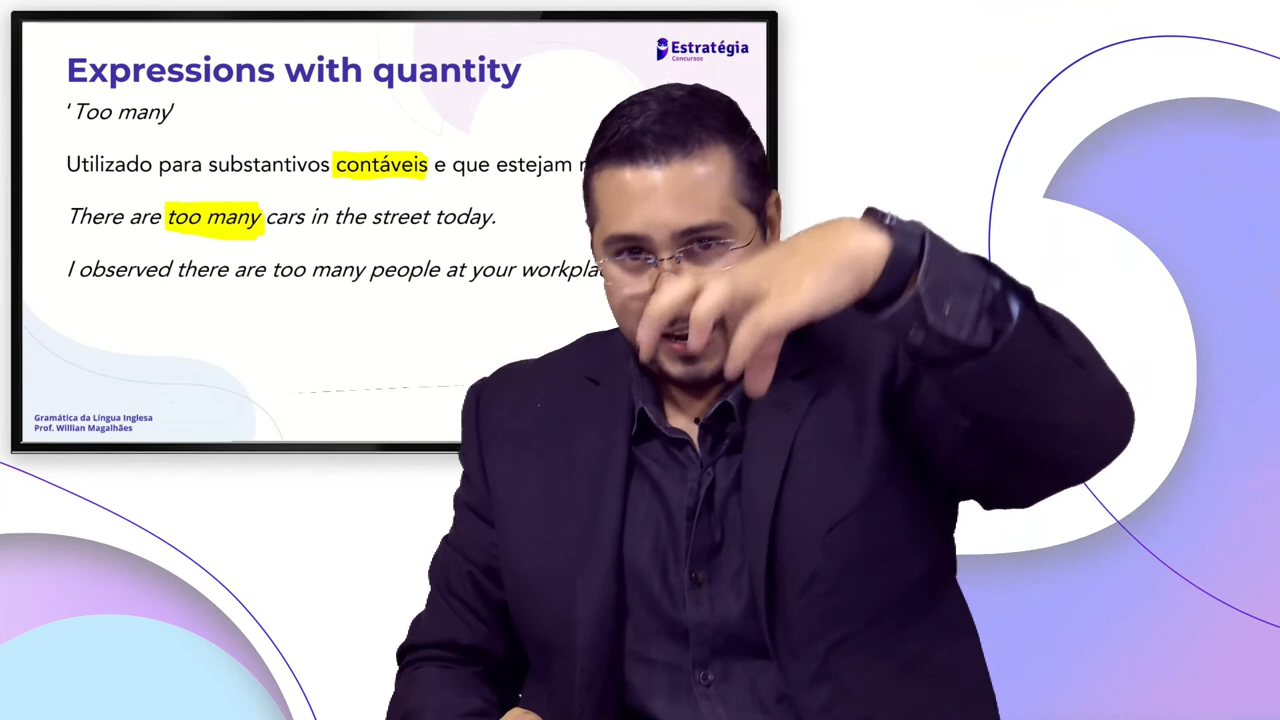 Estratégia
Concursos
Expressions with quantity
'Too many'
Utilizado para substantivos contáveis e que estejam
There are too many cars in the street today.
I observed there are too many people at your
Gramática da Língua Inglesa
Prof. Willian Magalhães